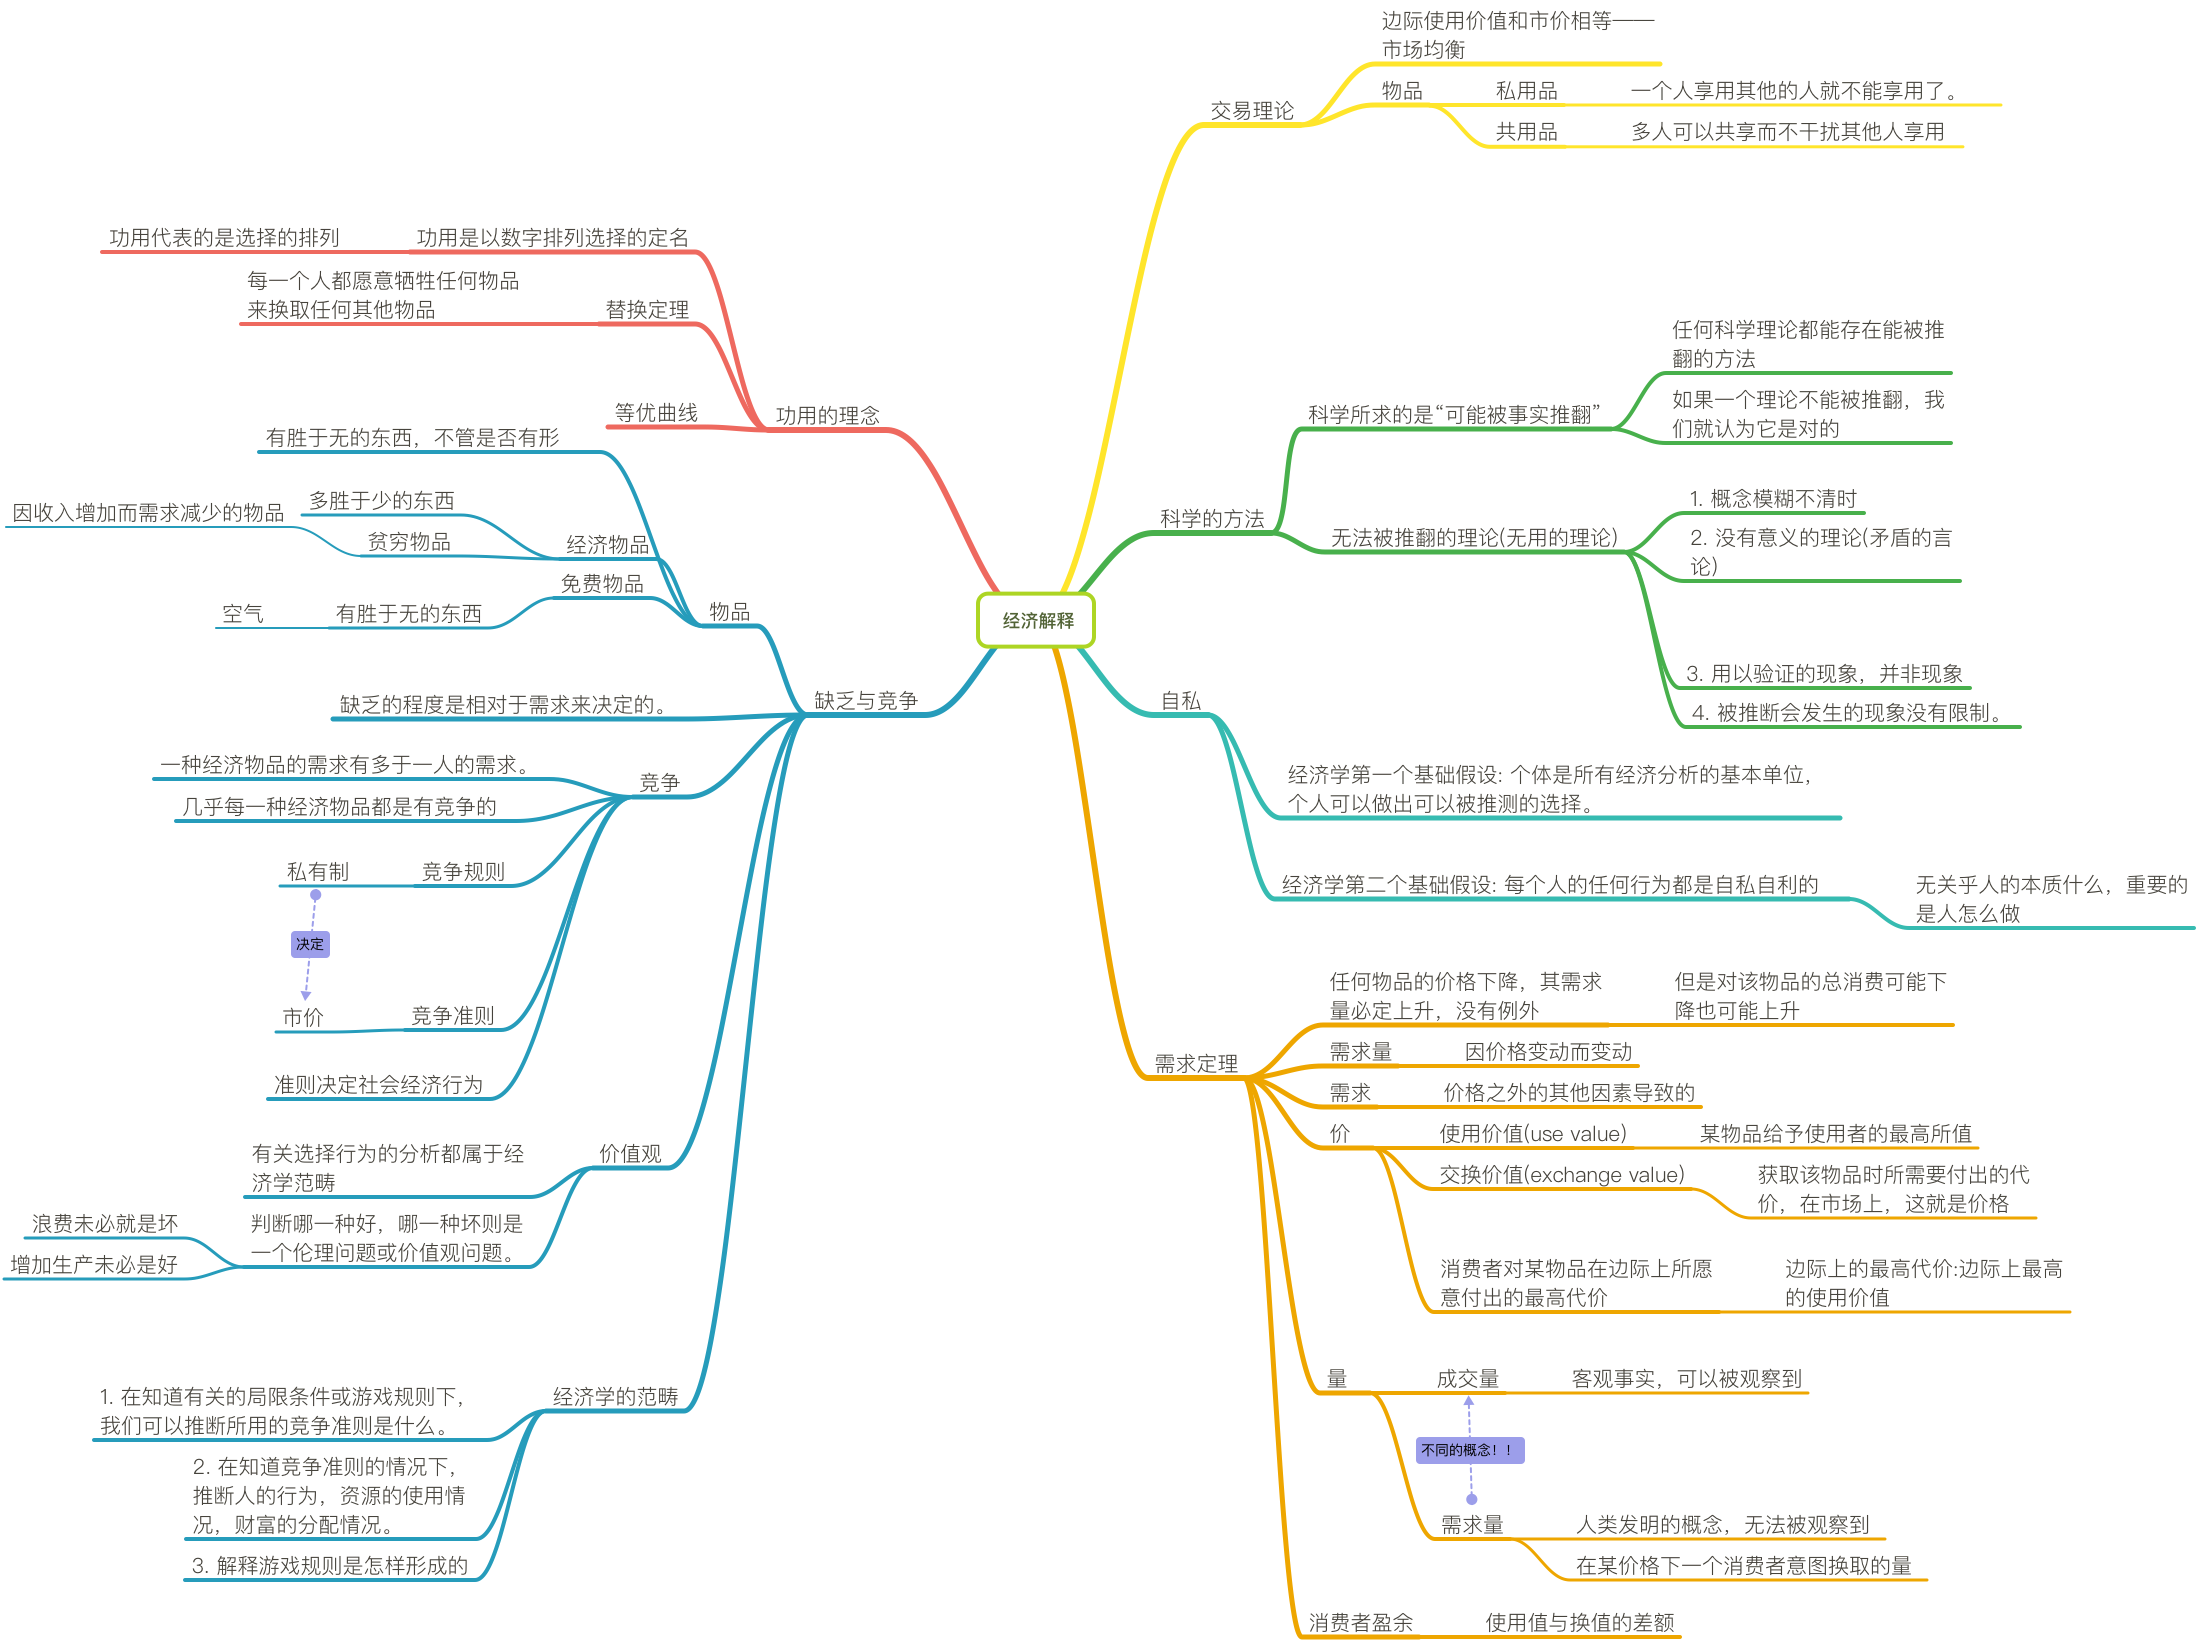 经济解释
交易理论
边际使用价值和市价相等——
市场均衡
物品
私用品
一个人享用其他的人就不能享用了。
共用品
多人可以共享而不干扰其他人享用
科学的方法
科学所求的是“可能被事实推翻”
任何科学理论都能存在能被推
翻的方法
如果一个理论不能被推翻，我
们就认为它是对的
无法被推翻的理论(无用的理论)
1. 概念模糊不清时
2. 没有意义的理论(矛盾的言
论)
3. 用以验证的现象，并非现象
4. 被推断会发生的现象没有限制。
自私
经济学第一个基础假设: 个体是所有经济分析的基本单位，
个人可以做出可以被推测的选择。
经济学第二个基础假设: 每个人的任何行为都是自私自利的
无关乎人的本质什么，重要的
是人怎么做
需求定理
任何物品的价格下降，其需求
量必定上升，没有例外
但是对该物品的总消费可能下
降也可能上升
需求量
因价格变动而变动
需求
价格之外的其他因素导致的
价
使用价值(use value)
某物品给予使用者的最高所值
交换价值(exchange value)
获取该物品时所需要付出的代
价，在市场上，这就是价格
消费者对某物品在边际上所愿
意付出的最高代价
边际上的最高代价:边际上最高
的使用价值
量
成交量
客观事实，可以被观察到
不同的概念！！
需求量
人类发明的概念，无法被观察到
在某价格下一个消费者意图换取的量
消费者盈余
使用值与换值的差额
功用的理念
功用是以数字排列选择的定名
功用代表的是选择的排列
替换定理
每一个人都愿意牺牲任何物品
来换取任何其他物品
等优曲线
缺乏与竞争
物品
有胜于无的东西，不管是否有形
经济物品
多胜于少的东西
贫穷物品
因收入增加而需求减少的物品
免费物品
有胜于无的东西
空气
缺乏的程度是相对于需求来决定的。
竞争
一种经济物品的需求有多于一人的需求。
几乎每一种经济物品都是有竞争的
竞争规则
私有制
决定
竞争准则
市价
准则决定社会经济行为
价值观
有关选择行为的分析都属于经
济学范畴
判断哪一种好，哪一种坏则是
一个伦理问题或价值观问题。
浪费未必就是坏
增加生产未必是好
经济学的范畴
1. 在知道有关的局限条件或游戏规则下，
我们可以推断所用的竞争准则是什么。
2. 在知道竞争准则的情况下，
推断人的行为，资源的使用情
况，财富的分配情况。
3. 解释游戏规则是怎样形成的